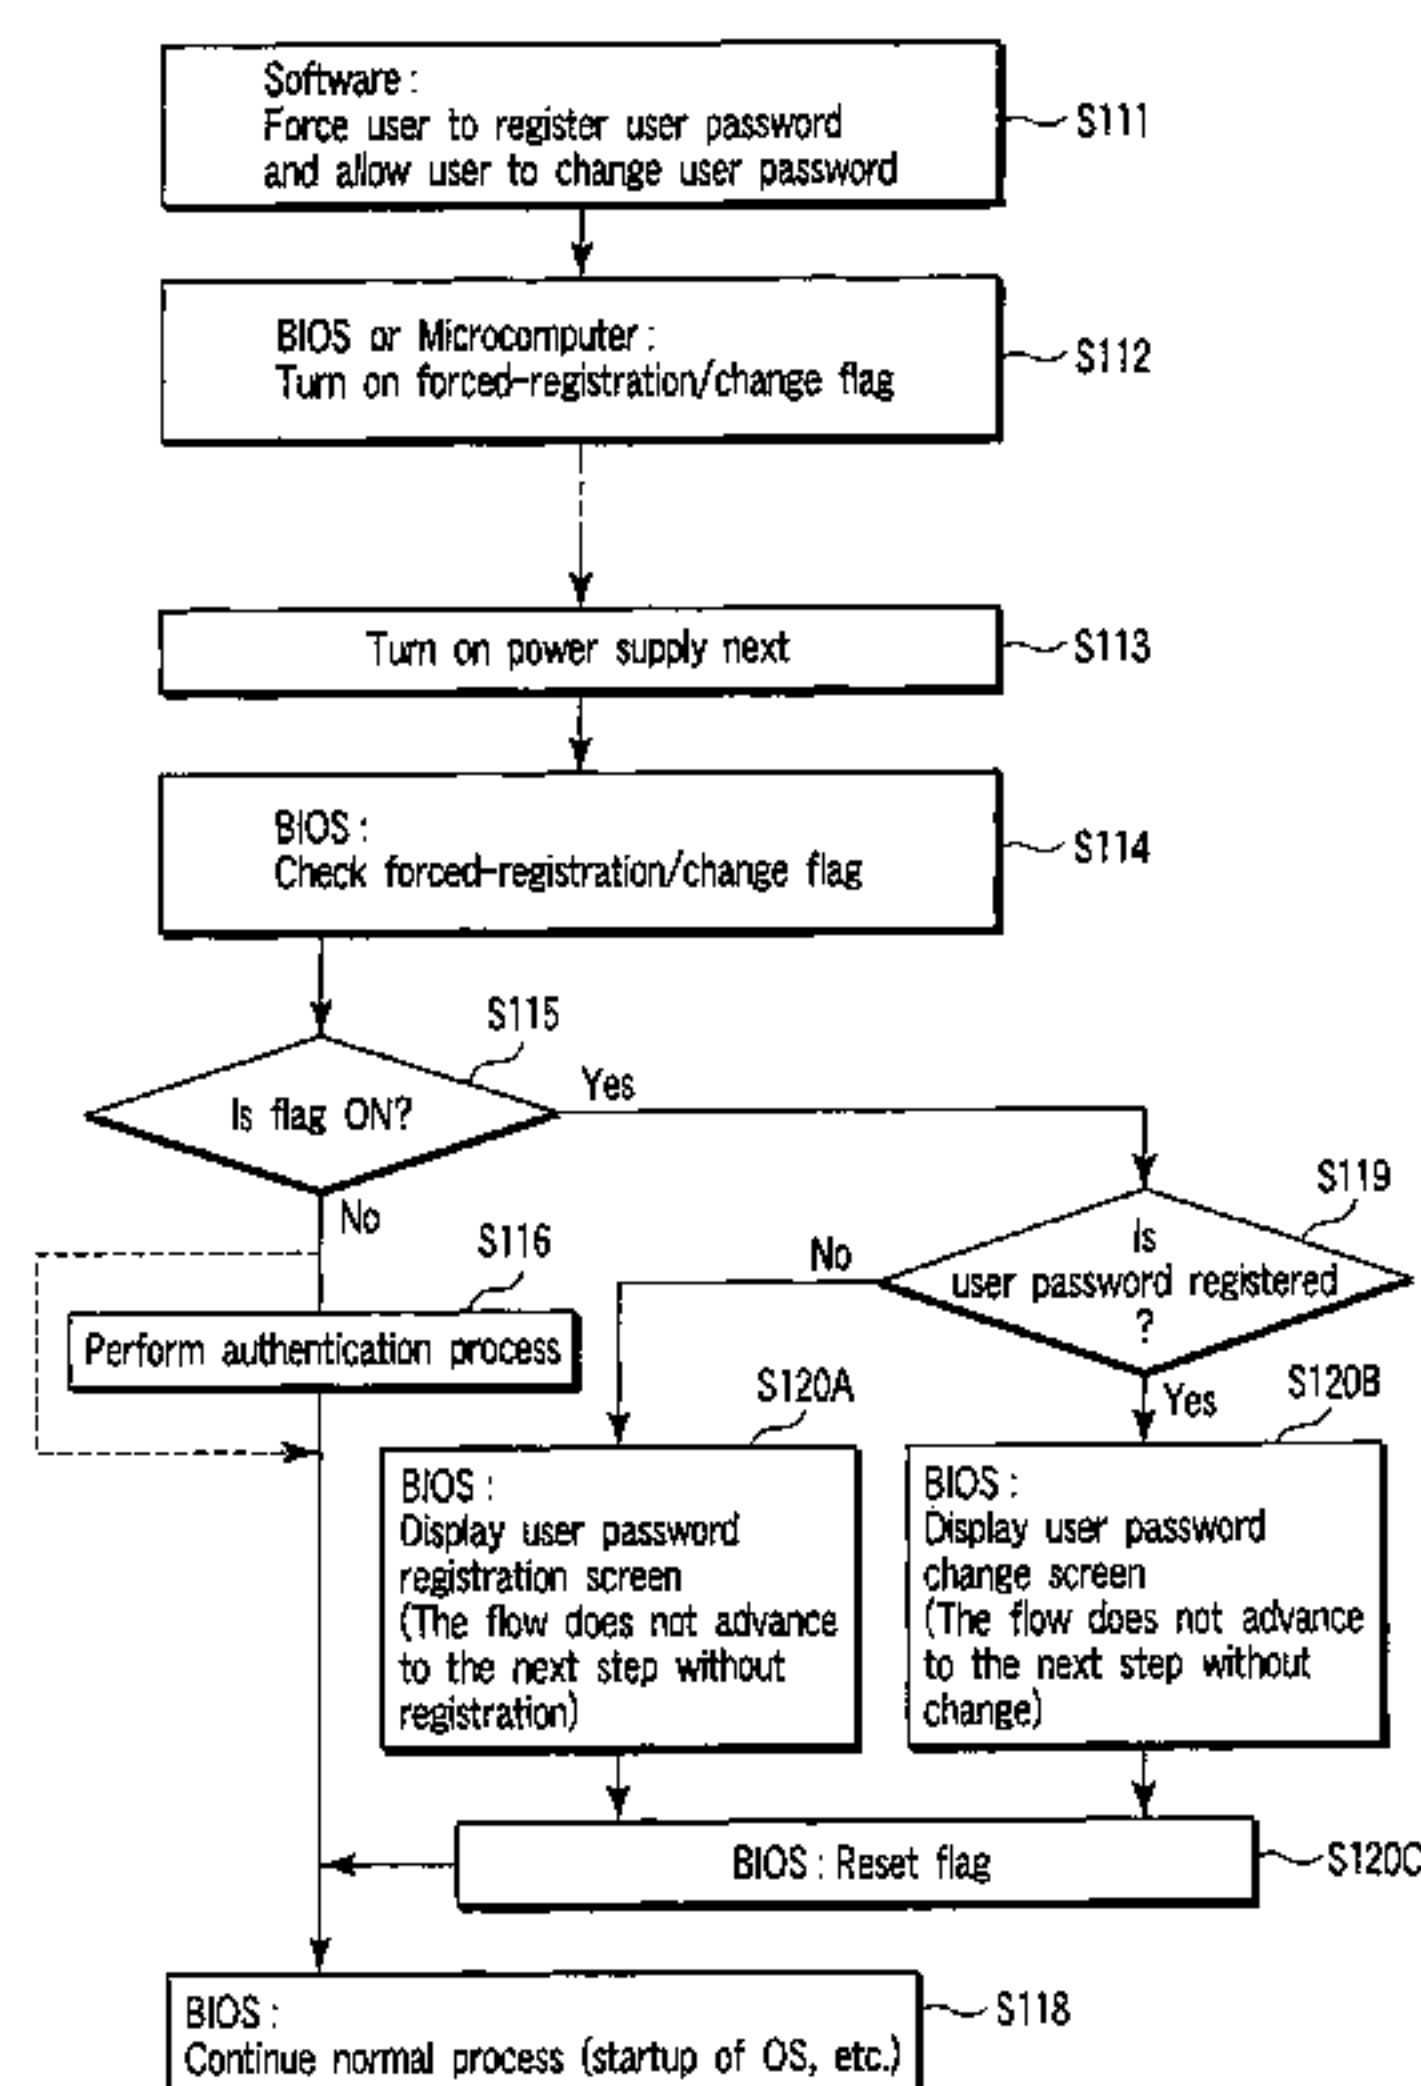 Software :
Force user to register user password
and allow user to change user password
S111
BIOS or Microcomputer :
Turn on forced-registration/change flag
S112
Turn on power supply next
S113
BIOS :
Check forced-registration/change flag
S114
S115
Is flag ON?
Yes
No
S119
Is
user password registered
?
No
Yes
S116
Perform authentication process
S120A
BIOS :
Display user password
registration screen
(The flow does not advance
to the next step without
registration)
S120B
BIOS :
Display user password
change screen
(The flow does not advance
to the next step without
change)
BIOS : Reset flag
S120C
BIOS :
Continue normal process (startup of OS, etc.)
S118